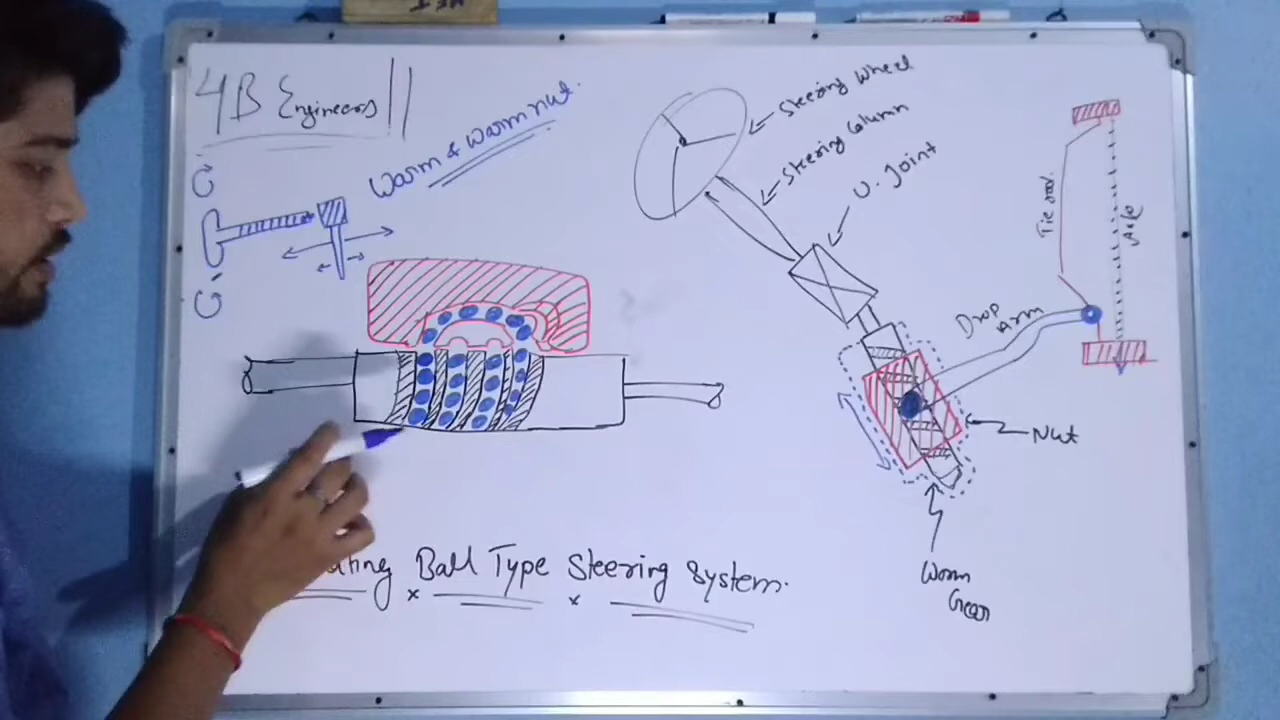 4B Engineers
Warm & Warm nut.
Steering Wheel
Steering Column
U. Joint
Tie rod.
Axle
Drop Arm
Nut
Worm
Gear
Ball Type Steering System.